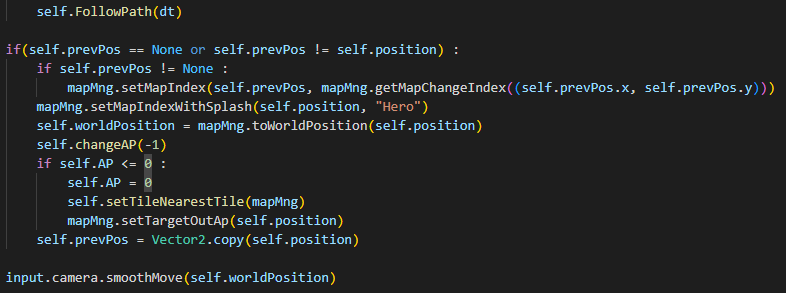 self.FollowPath(dt)
if(self.prevPos == None or self.prevPos != self.position) :
if self.prevPos != None :
mapMng.setMapIndex(self.prevPos, mapMng.getMapChangeIndex((self.prevPos.x, self.prevPos.y)))
mapMng.setMapIndexWithSplash(self.position, "Hero")
self.worldPosition = mapMng.toWorldPosition(self.position)
self.changeAP(-1)
if self.AP <= 0 :
self.AP = 0
self.setTileNearestTile(mapMng)
mapMng.setTargetOutAp(self.position)
self.prevPos = Vector2.copy(self.position)
input.camera.smoothMove(self.worldPosition)